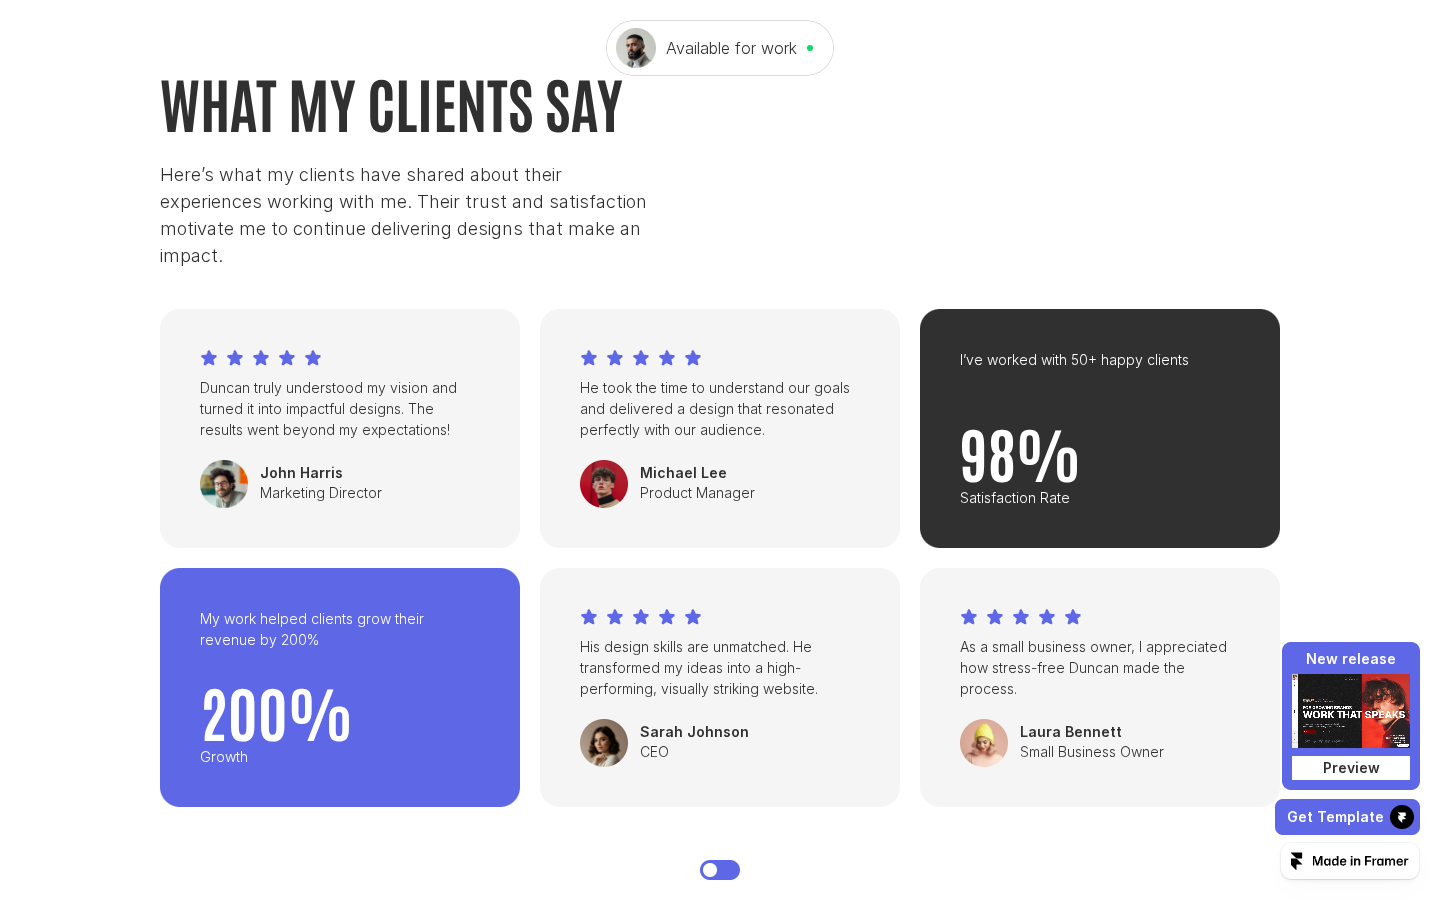 Available for work
WHAT MY CLIENTS SAY
Here’s what my clients have shared about their
experiences working with me. Their trust and satisfaction
motivate me to continue delivering designs that make an
impact.
Duncan truly understood my vision and
turned it into impactful designs. The
results went beyond my expectations!
John Harris
Marketing Director
He took the time to understand our goals
and delivered a design that resonated
perfectly with our audience.
Michael Lee
Product Manager
I’ve worked with 50+ happy clients
98%
Satisfaction Rate
My work helped clients grow their
revenue by 200%
200%
Growth
His design skills are unmatched. He
transformed my ideas into a high-
performing, visually striking website.
Sarah Johnson
CEO
As a small business owner, I appreciated
how stress-free Duncan made the
process.
Laura Bennett
Small Business Owner
New release
FOR GROWING BRANDS
WORK THAT SPEAKS
Preview
Get Template
Made in Framer